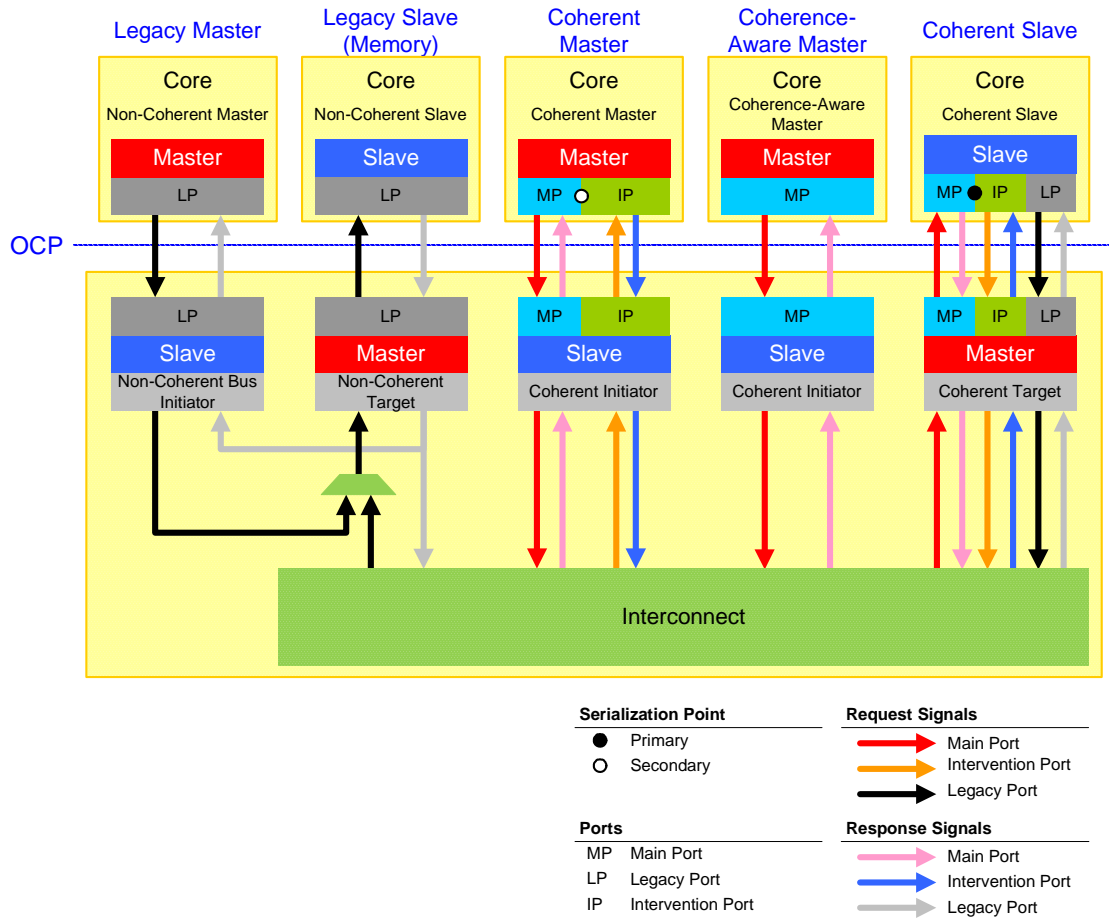 Legacy Master
Legacy Slave
(Memory)
Coherent
Master
Coherence-
Aware Master
Coherent Slave
Core
Non-Coherent Master
Master
LP
Core
Non-Coherent Slave
Slave
LP
Core
Coherent Master
Master
MP
IP
Core
Coherence-Aware
Master
Master
MP
Core
Coherent Slave
Slave
MP
IP
LP
OCP
LP
Slave
Non-Coherent Bus
Initiator
LP
Master
Non-Coherent
Target
MP
IP
Slave
Coherent Initiator
MP
Slave
Coherent Initiator
MP
IP
LP
Master
Coherent Target
Interconnect
Serialization Point
Primary
Secondary
Request Signals
Main Port
Intervention Port
Legacy Port
Ports
MP Main Port
LP Legacy Port
IP Intervention Port
Response Signals
Main Port
Intervention Port
Legacy Port